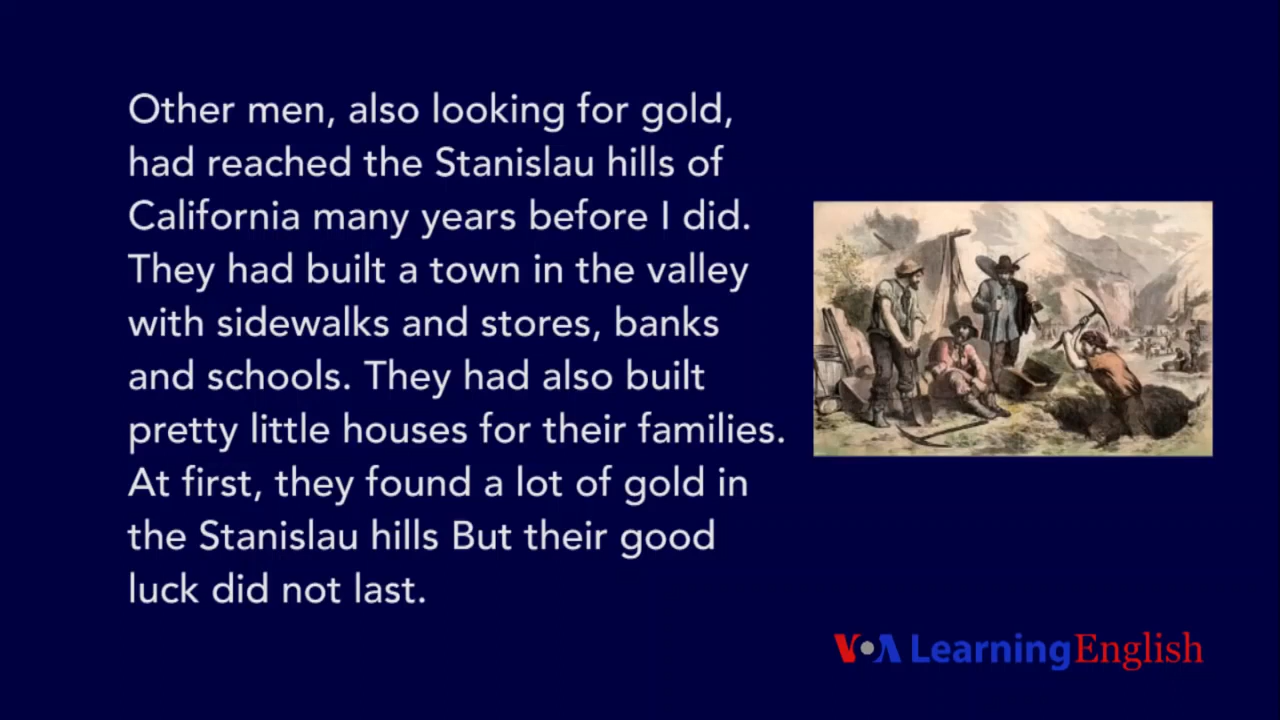 Other men, also looking for gold,
had reached the Stanislau hills of
California many years before I did.
They had built a town in the valley
with sidewalks and stores, banks
and schools. They had also built
pretty little houses for their families.
At first, they found a lot of gold in
the Stanislau hills But their good
luck did not last.
VOA Learning English